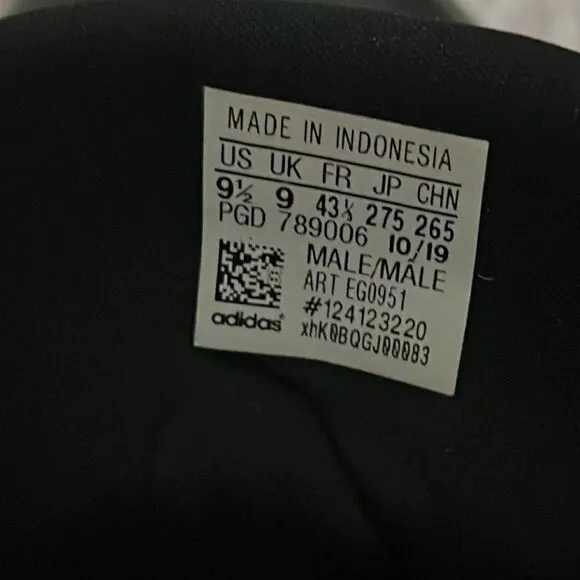 MADE IN INDONESIA
US UK FR JP CHN
9½ 9 43⅓ 275 265
PGD 789006 10/19
MALE/MÂLE
ART EG0951
#124123220
xhK0BQGJ00083
adidas